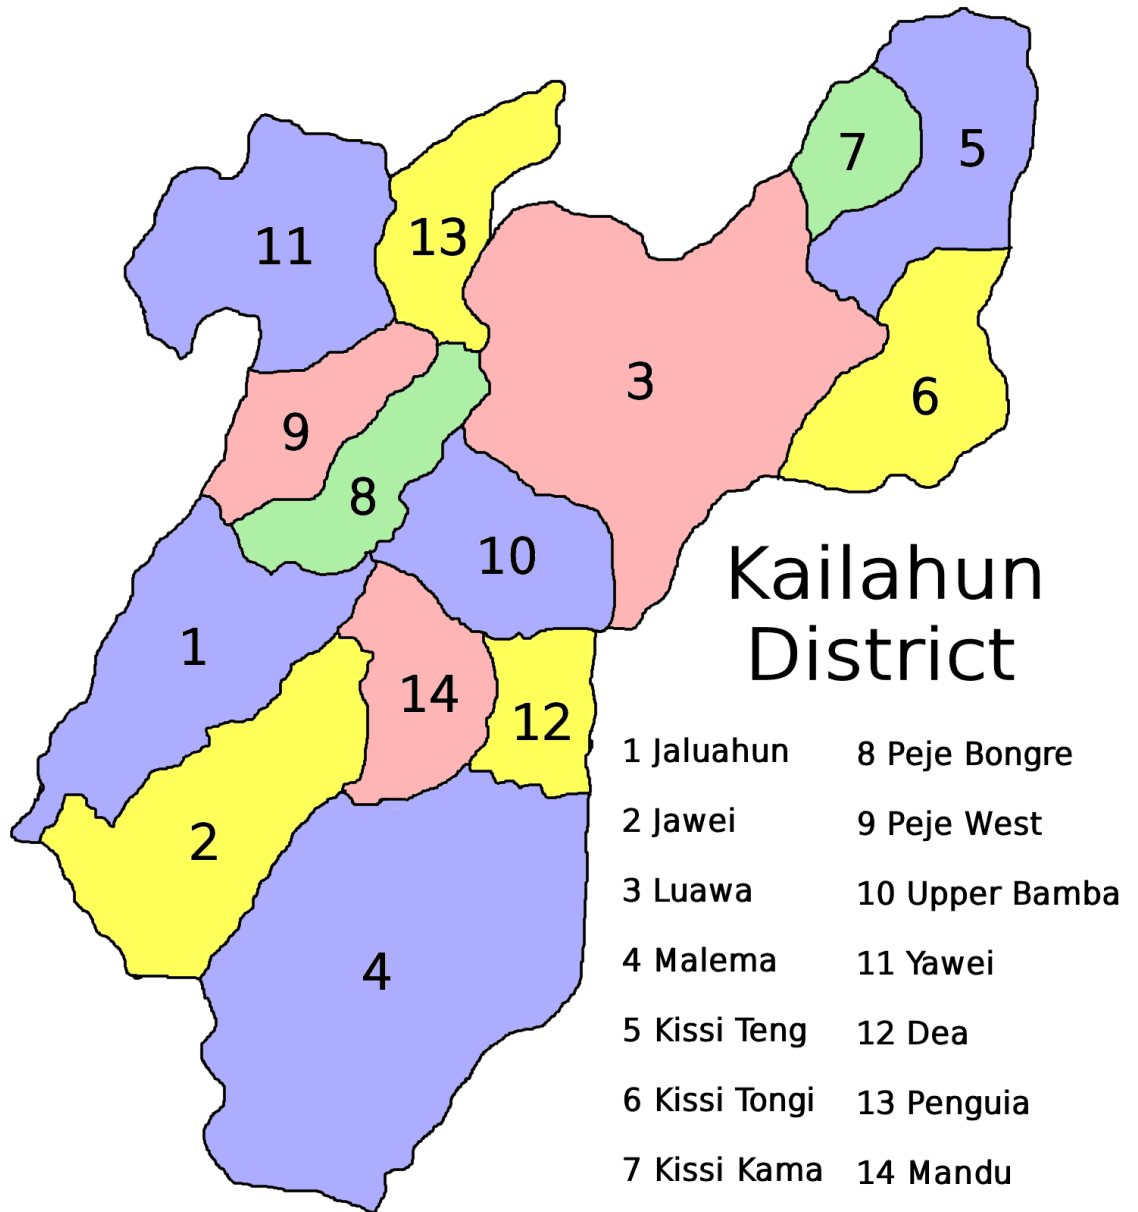 5
7
13
11
3
6
9
8
10
1
14
12
2
4
Kailahun
District
1 Jaluahun
2 Jawei
3 Luawa
4 Malema
5 Kissi Teng
6 Kissi Tongi
7 Kissi Kama
8 Peje Bongre
9 Peje West
10 Upper Bamba
11 Yawei
12 Dea
13 Penguia
14 Mandu